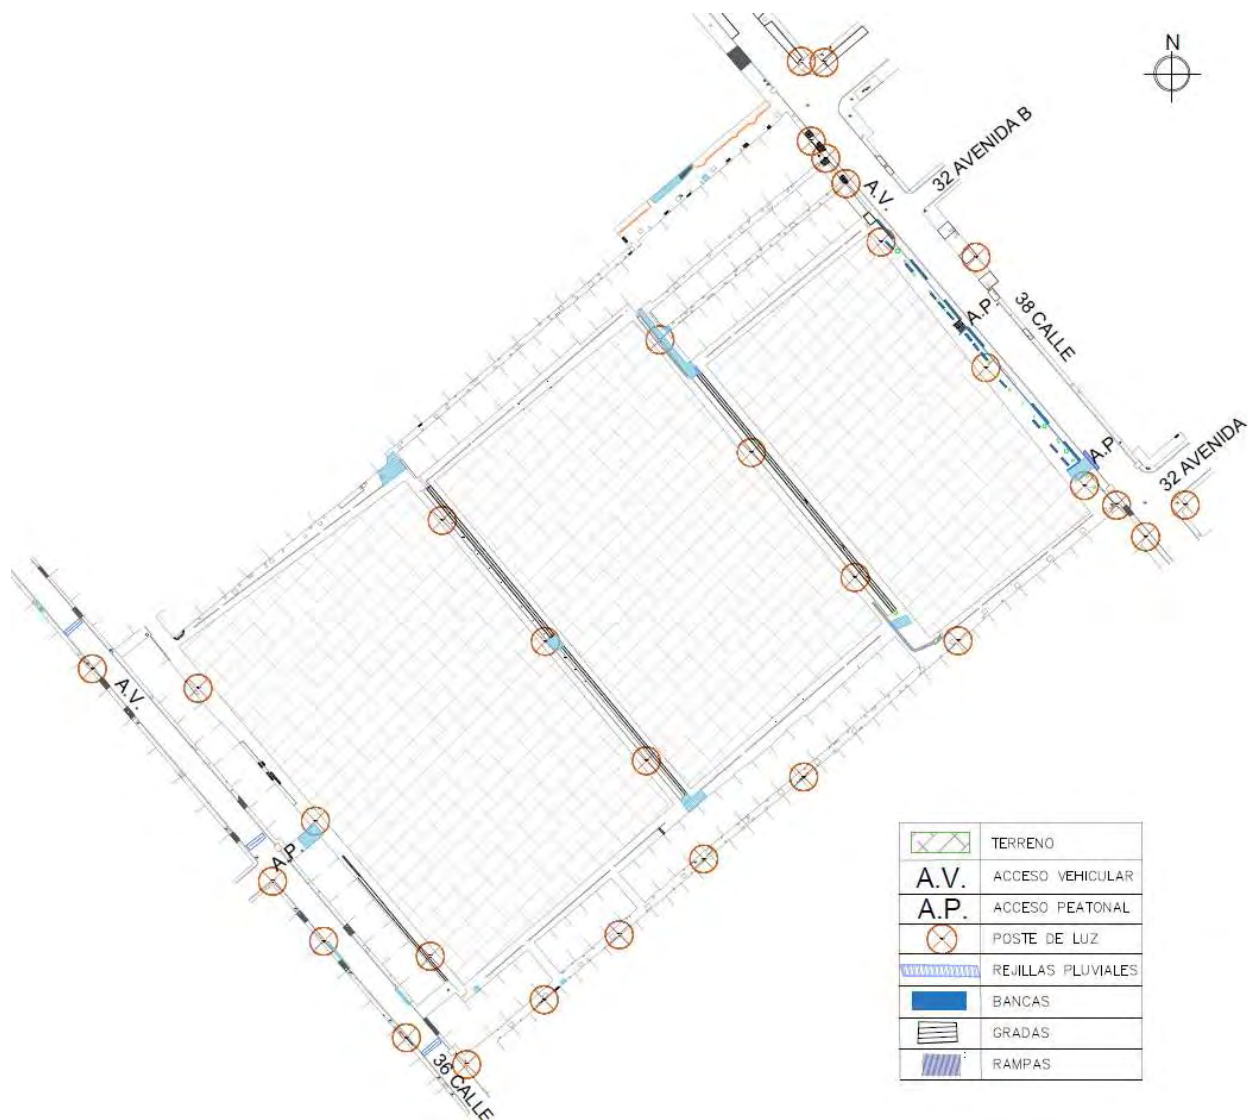 N
32 AVENIDA B
A.V.
38 CALLE
A.P
A.P
32 AVENIDA
A.V.
A.P
36 CALLE
TERRENO
A.V. ACCESO VEHICULAR
A.P. ACCESO PEATONAL
POSTE DE LUZ
REJILLAS PLUVIALES
BANCAS
GRADAS
RAMPAS